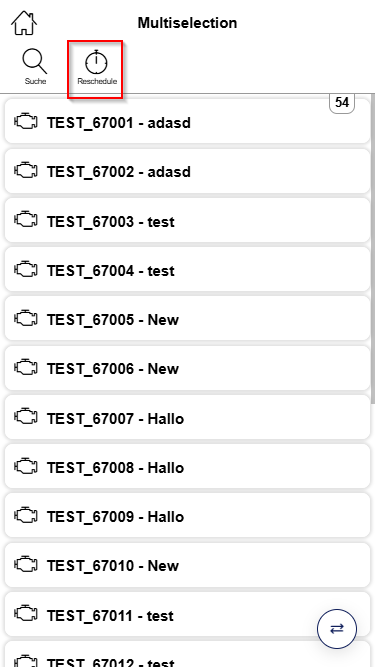 Multiselection
Suche
Reschedule
54
TEST_67001 - adasd
TEST_67002 - adasd
TEST_67003 - test
TEST_67004 - test
TEST_67005 - New
TEST_67006 - New
TEST_67007 - Hallo
TEST_67008 - Hallo
TEST_67009 - Hallo
TEST_67010 - New
TEST_67011 - test
TEST_67012 - test